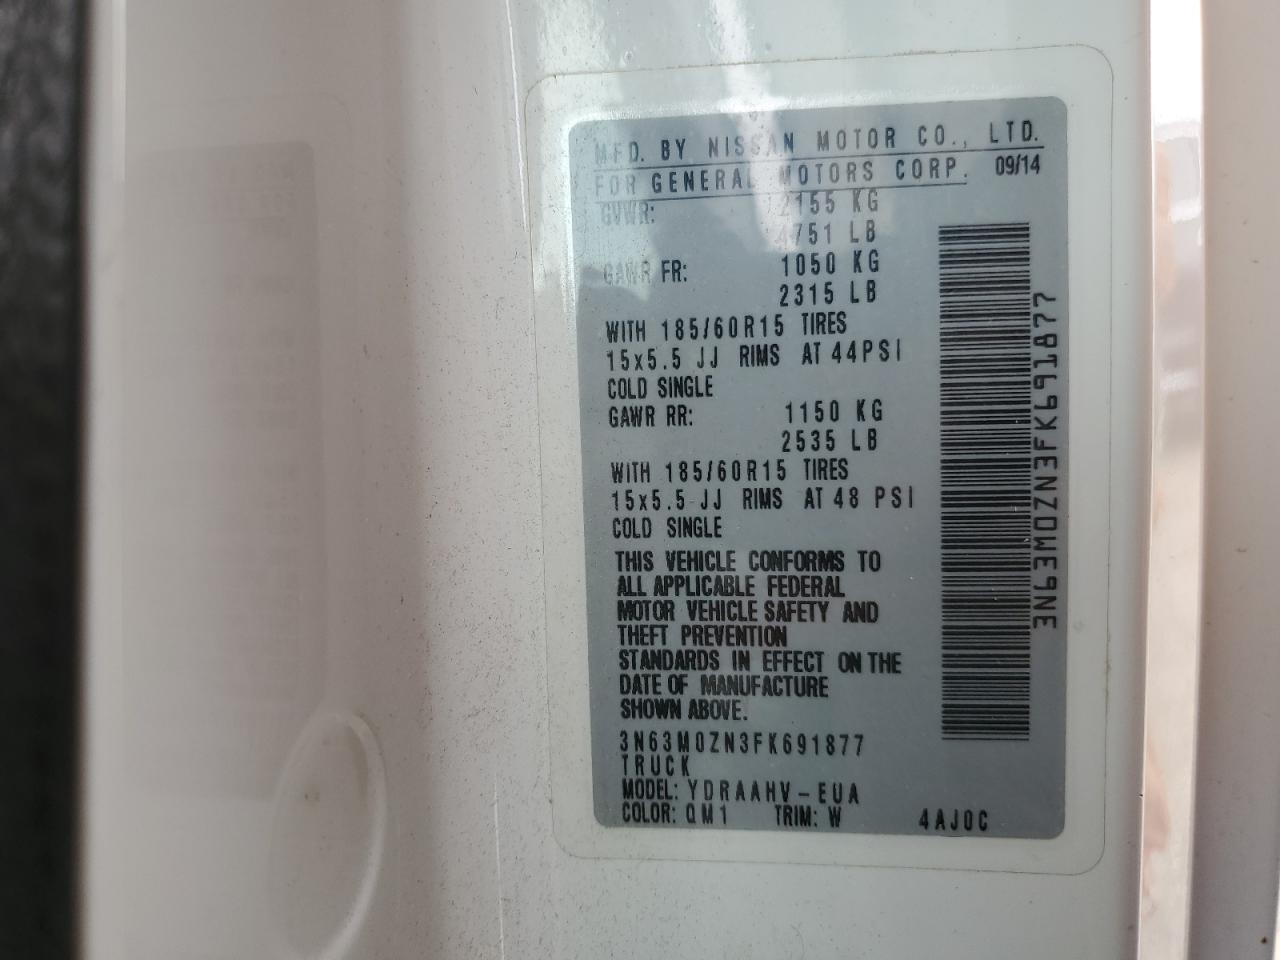 MFD. BY NISSAN MOTOR CO., LTD.
FOR GENERAL MOTORS CORP. 09/14
GVWR: 2155 KG
4751 LB
GAWR FR: 1050 KG
2315 LB
WITH 185/60R15 TIRES
15x5.5 JJ RIMS AT 44PSI
COLD SINGLE
GAWR RR: 1150 KG
2535 LB
WITH 185/60R15 TIRES
15x5.5 JJ RIMS AT 48 PSI
COLD SINGLE
THIS VEHICLE CONFORMS TO
ALL APPLICABLE FEDERAL
MOTOR VEHICLE SAFETY AND
THEFT PREVENTION
STANDARDS IN EFFECT ON THE
DATE OF MANUFACTURE
SHOWN ABOVE.
3N63M0ZN3FK691877
TRUCK
MODEL: YDRAAHV-EUA
COLOR: QM1 TRIM: W 4AJ0C
3N63M0ZN3FK691877